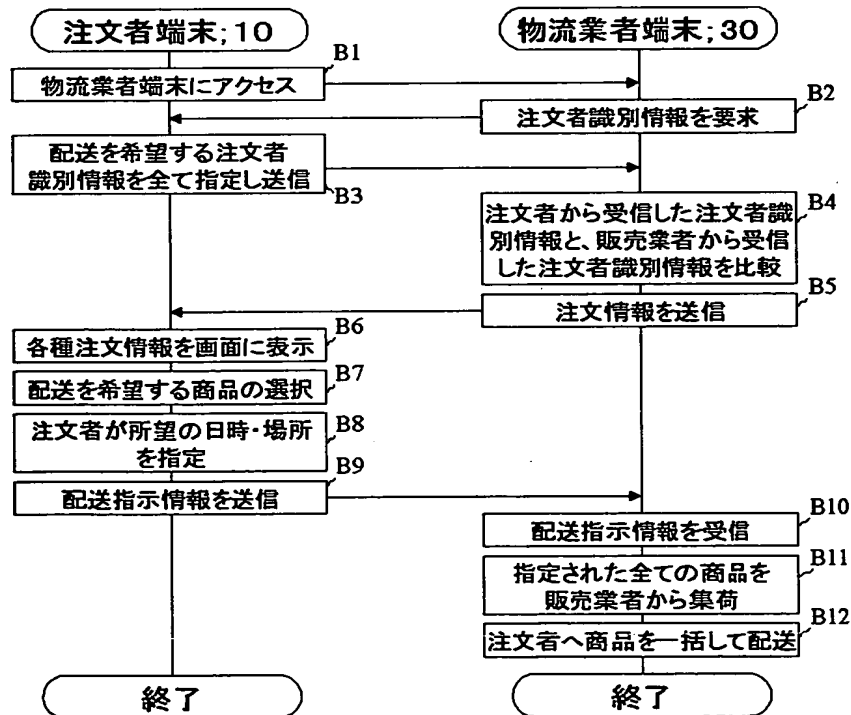 注文者端末;10
物流業者端末;30
B1
物流業者端末にアクセス
B2
注文者識別情報を要求
配送を希望する注文者
識別情報を全て指定し送信
B3
B4
注文者から受信した注文者識
別情報と、販売業者から受信
した注文者識別情報を比較
B5
注文情報を送信
B6
各種注文情報を画面に表示
B7
配送を希望する商品の選択
B8
注文者が所望の日時・場所
を指定
B9
配送指示情報を送信
B10
配送指示情報を受信
B11
指定された全ての商品を
販売業者から集荷
B12
注文者へ商品を一括して配送
終了
終了